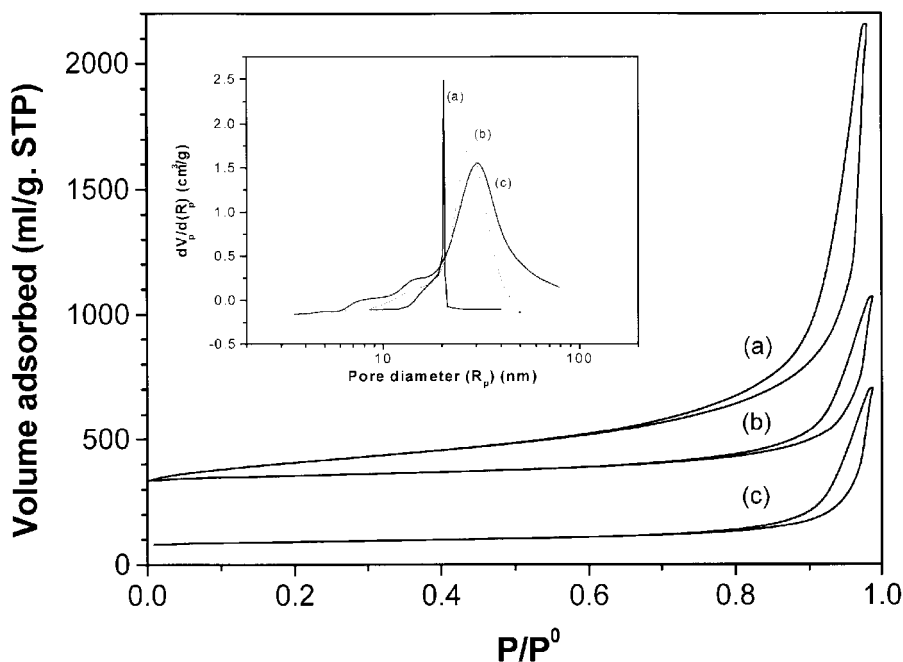 Volume adsorbed (ml/g. STP)
2000
1500
1000
500
0
0.0 0.2 0.4 0.6 0.8 1.0
P/P⁰
(a)
(b)
(c)
dVₚ/d(Rₚ) (cm³/g)
2.5
2.0
1.5
1.0
0.5
0.0
-0.5
10 100
Pore diameter (Rₚ) (nm)
(a)
(b)
(c)